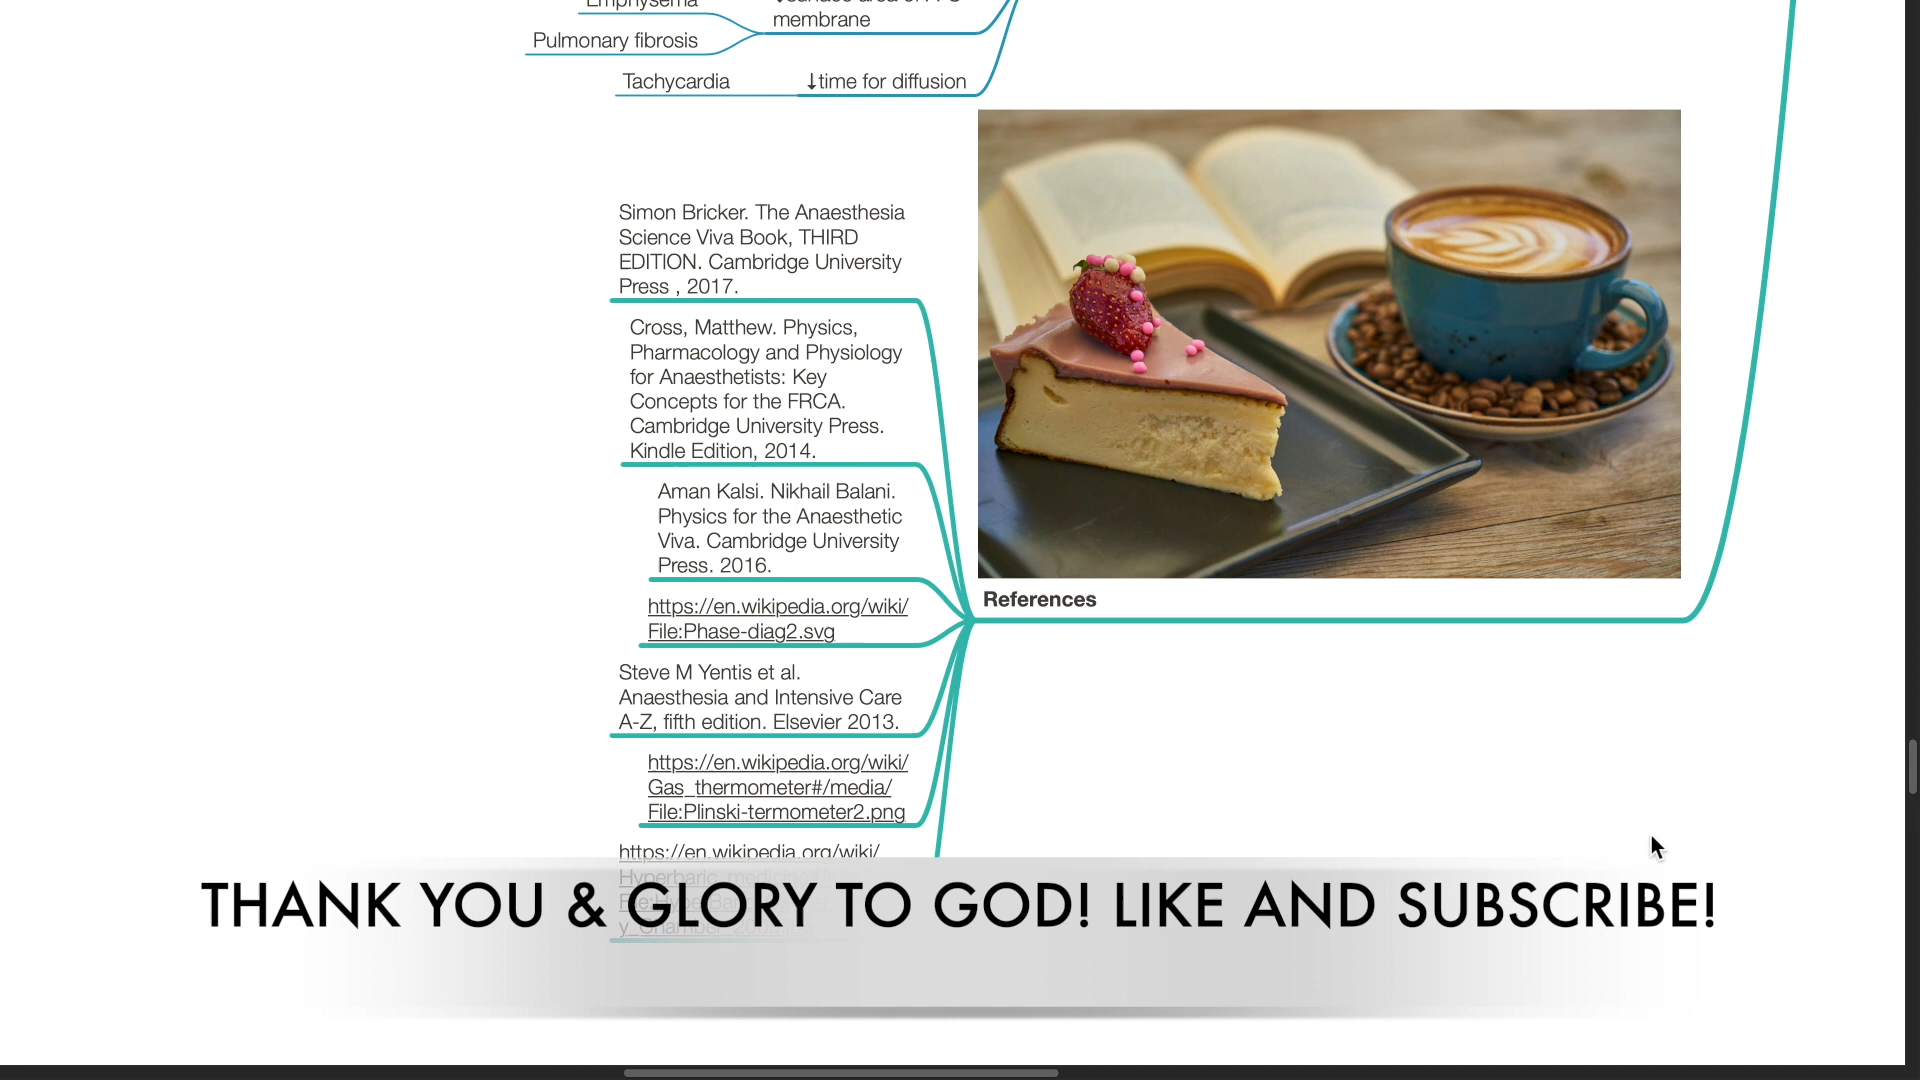 Emphysema
membrane
Pulmonary fibrosis
Tachycardia
↓time for diffusion
Simon Bricker. The Anaesthesia
Science Viva Book, THIRD
EDITION. Cambridge University
Press , 2017.
Cross, Matthew. Physics,
Pharmacology and Physiology
for Anaesthetists: Key
Concepts for the FRCA.
Cambridge University Press.
Kindle Edition, 2014.
Aman Kalsi. Nikhail Balani.
Physics for the Anaesthetic
Viva. Cambridge University
Press. 2016.
https://en.wikipedia.org/wiki/
File:Phase-diag2.svg
References
Steve M Yentis et al.
Anaesthesia and Intensive Care
A-Z, fifth edition. Elsevier 2013.
https://en.wikipedia.org/wiki/
Gas_thermometer#/media/
File:Plinski-termometer2.png
https://en.wikipedia.org/wiki/
THANK YOU & GLORY TO GOD! LIKE AND SUBSCRIBE!